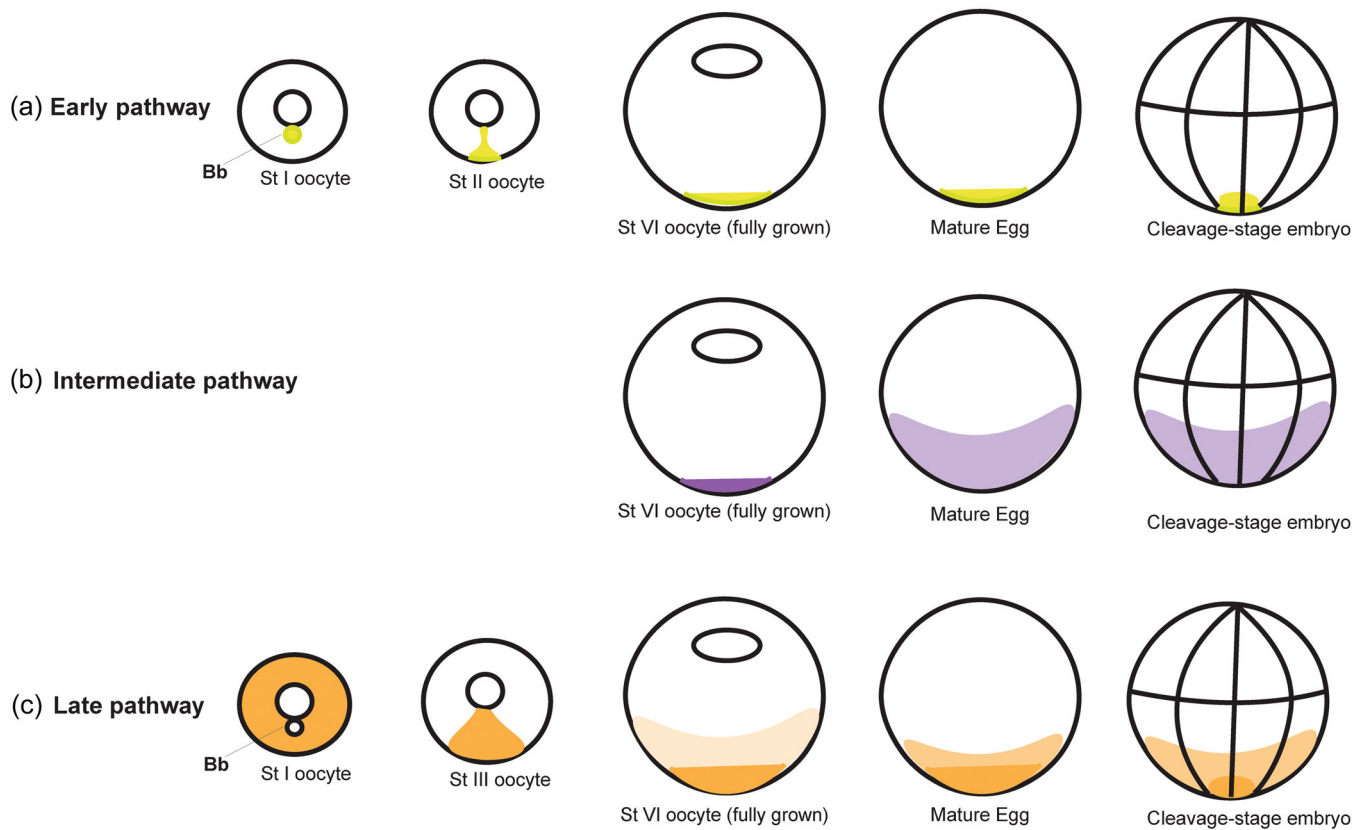 (a) Early pathway
Bb
St I oocyte
St II oocyte
St VI oocyte (fully grown)
Mature Egg
Cleavage-stage embryo
(b) Intermediate pathway
St VI oocyte (fully grown)
Mature Egg
Cleavage-stage embryo
(c) Late pathway
Bb
St I oocyte
St III oocyte
St VI oocyte (fully grown)
Mature Egg
Cleavage-stage embryo